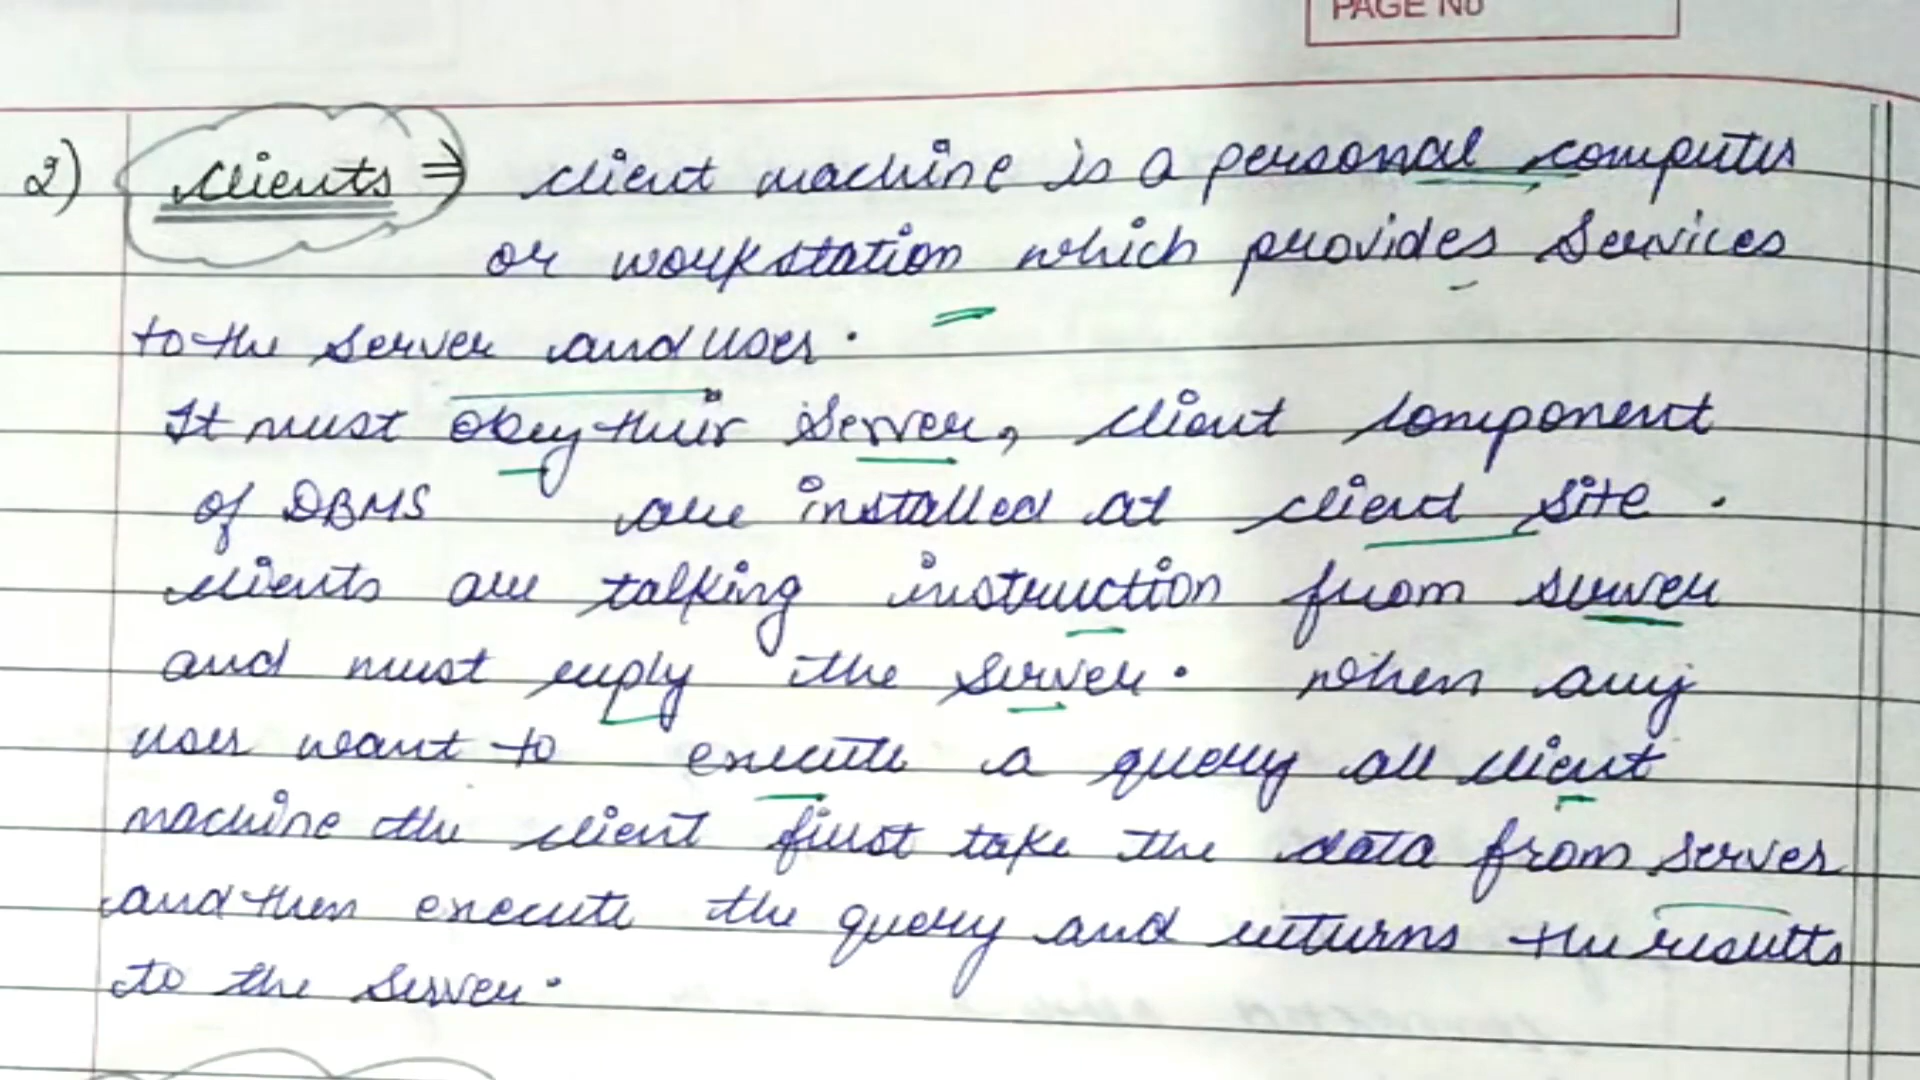 PAGE No
2) Clients ⇒ Client machine is a personal computer
or workstation which provides services
to the server and user.
It must obey their server, client component
of DBMS are installed at client site.
clients are talking instruction from server
and must reply the server. When any
user want to execute a query all client
machine the client first take the data from server
and then execute the query and returns the results
to the server.